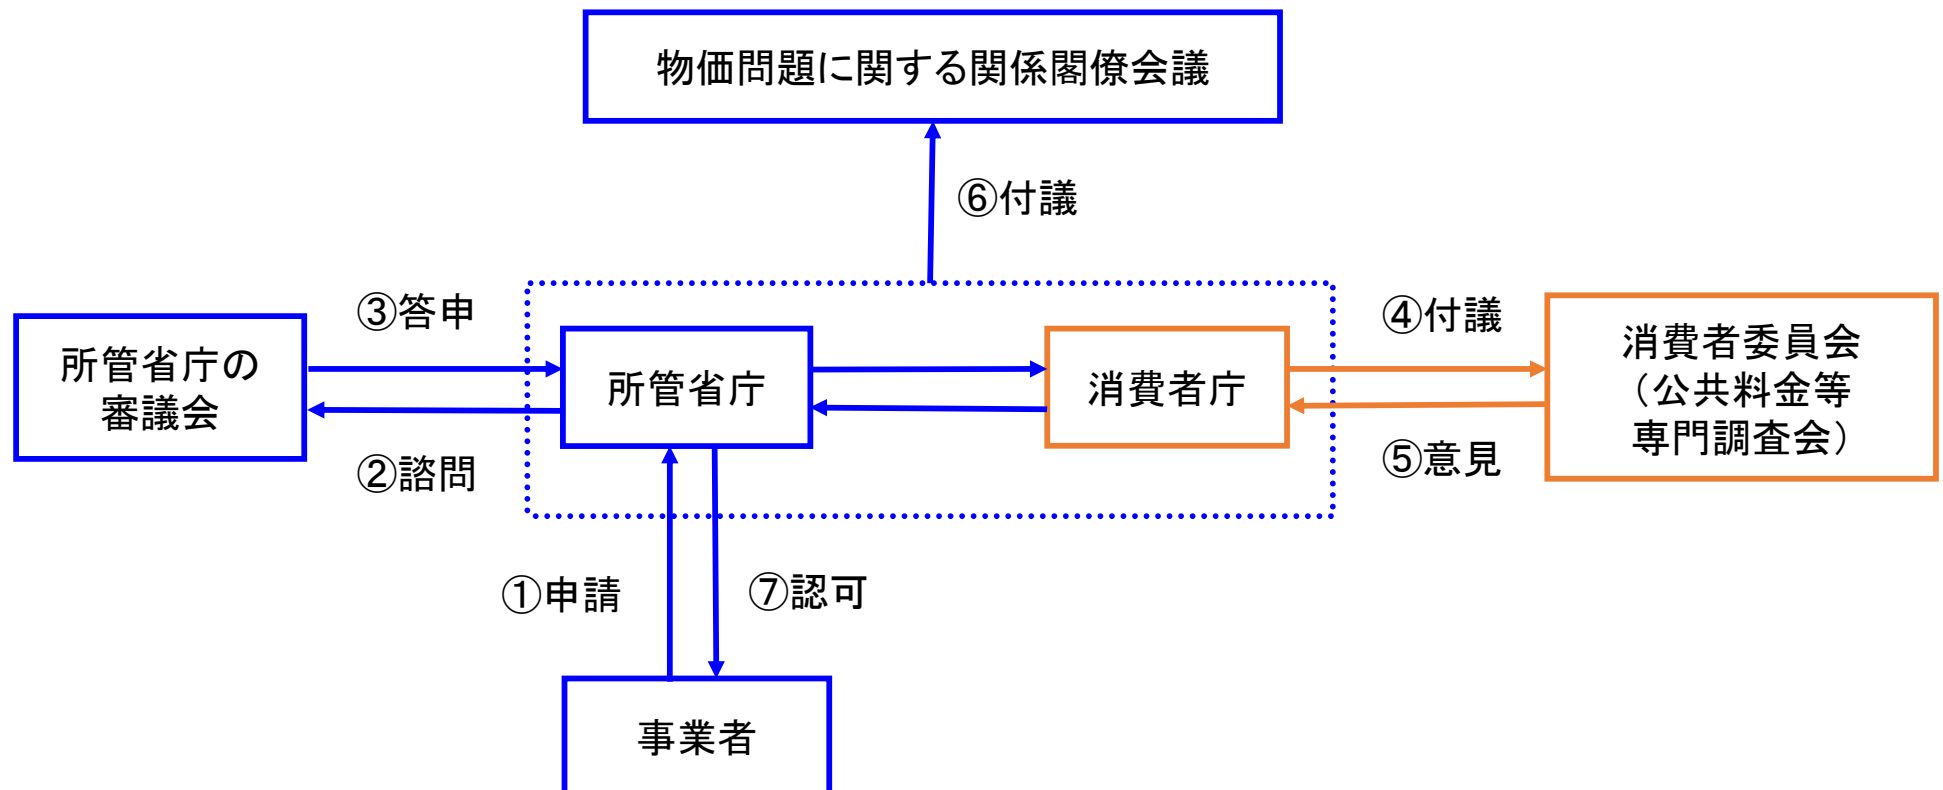 物価問題に関する関係閣僚会議
⑥付議
③答申
④付議
所管省庁の
審議会
所管省庁
消費者庁
消費者委員会
（公共料金等
専門調査会）
②諮問
⑤意見
①申請
⑦認可
事業者